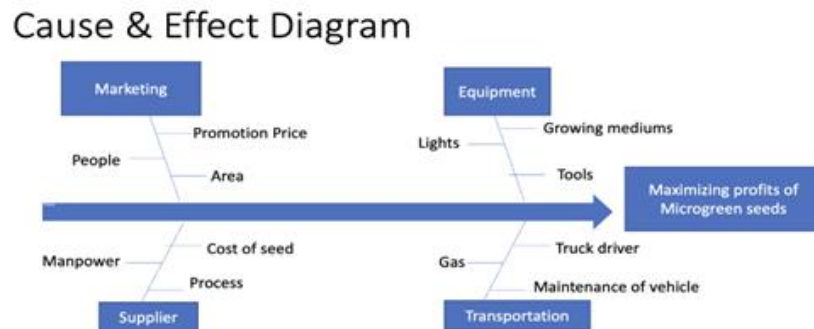 Cause & Effect Diagram
Marketing
Equipment
Promotion Price
People
Area
Growing mediums
Lights
Tools
Maximizing profits of
Microgreen seeds
Cost of seed
Manpower
Process
Supplier
Truck driver
Gas
Maintenance of vehicle
Transportation